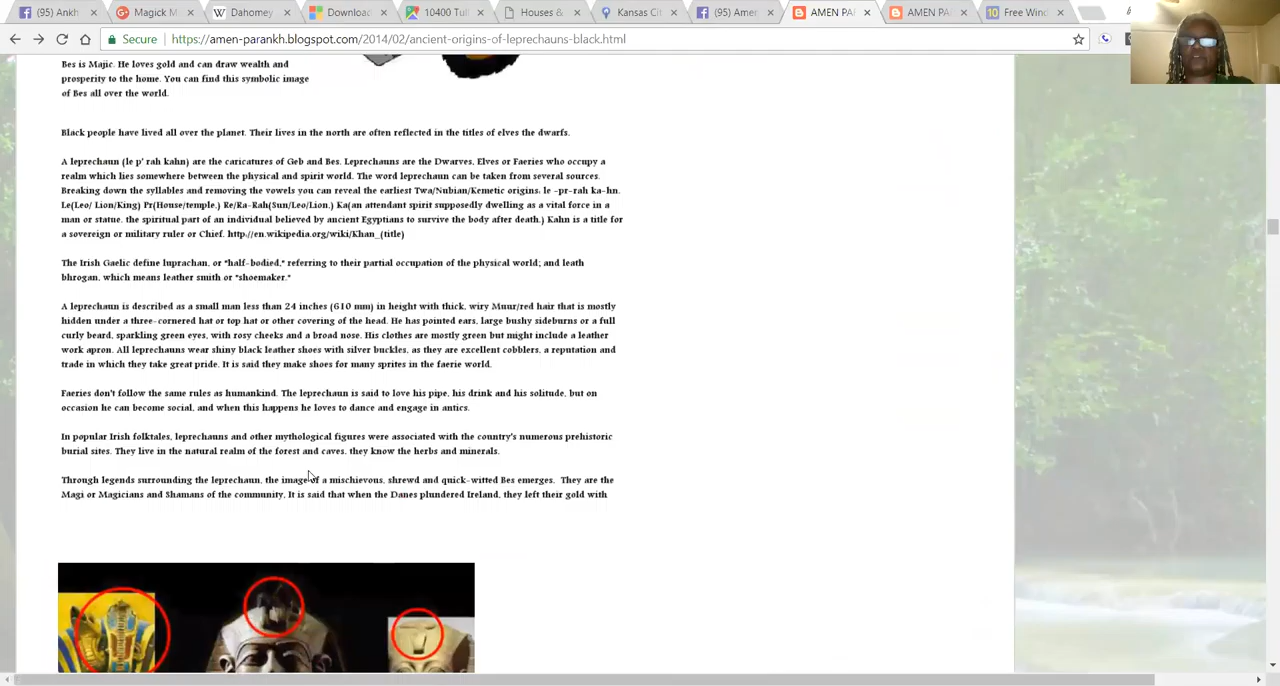 (95) Ankh
Magick M
Dahomey
Download
10400 Tul
Houses &
Kansas Cit
(95) Amer
AMEN PAI
AMEN PA
Free Wind
Secure
https://amen-parankh.blogspot.com/2014/02/ancient-origins-of-leprechauns-black.html
Bes is Majic. He loves gold and can draw wealth and
prosperity to the home. You can find this symbolic image
of Bes all over the world.
Black people have lived all over the planet. Their lives in the north are often reflected in the titles of elves the dwarfs.
A leprechaun (le p' rah kahn) are the caricatures of Geb and Bes. Leprechauns are the Dwarves, Elves or Faeries who occupy a
realm which lies somewhere between the physical and spirit world. The word leprechaun can be taken from several sources.
Breaking down the syllables and removing the vowels you can reveal the earliest Twa/Nubian/Kemetic origins, le -pr-rah ka-hn.
Le(Leo/ Lion/King) Pr(House/temple.) Re/Ra-Rah(Sun/Leo/Lion.) Ka(an attendant spirit supposedly dwelling as a vital force in a
man or statue. the spiritual part of an individual believed by ancient Egyptians to survive the body after death.) Kahn is a title for
a sovereign or military ruler or Chief. http://en.wikipedia.org/wiki/Khan_(title)
The Irish Gaelic define luprachan, or "half-bodied," referring to their partial occupation of the physical world; and leath
bhrogan, which means leather smith or "shoemaker."
A leprechaun is described as a small man less than 24 inches (610 mm) in height with thick, wiry Muur/red hair that is mostly
hidden under a three-cornered hat or top hat or other covering of the head. He has pointed ears, large bushy sideburns or a full
curly beard, sparkling green eyes, with rosy cheeks and a broad nose. His clothes are mostly green but might include a leather
work apron. All leprechauns wear shiny black leather shoes with silver buckles, as they are excellent cobblers, a reputation and
trade in which they take great pride. It is said they make shoes for many sprites in the faerie world.
Faeries don't follow the same rules as humankind. The leprechaun is said to love his pipe, his drink and his solitude, but on
occasion he can become social, and when this happens he loves to dance and engage in antics.
In popular Irish folktales, leprechauns and other mythological figures were associated with the country's numerous prehistoric
burial sites. They live in the natural realm of the forest and caves, they know the herbs and minerals.
Through legends surrounding the leprechaun, the image of a mischievous, shrewd and quick-witted Bes emerges. They are the
Magi or Magicians and Shamans of the community. It is said that when the Danes plundered Ireland, they left their gold with